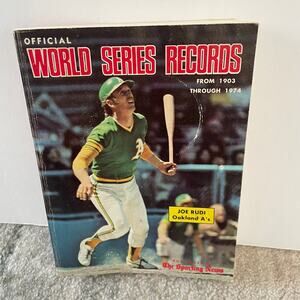 OFFICIAL
WORLD SERIES RECORDS
FROM 1903
THROUGH 1974
JOE RUDI
Oakland A's
The Sporting News